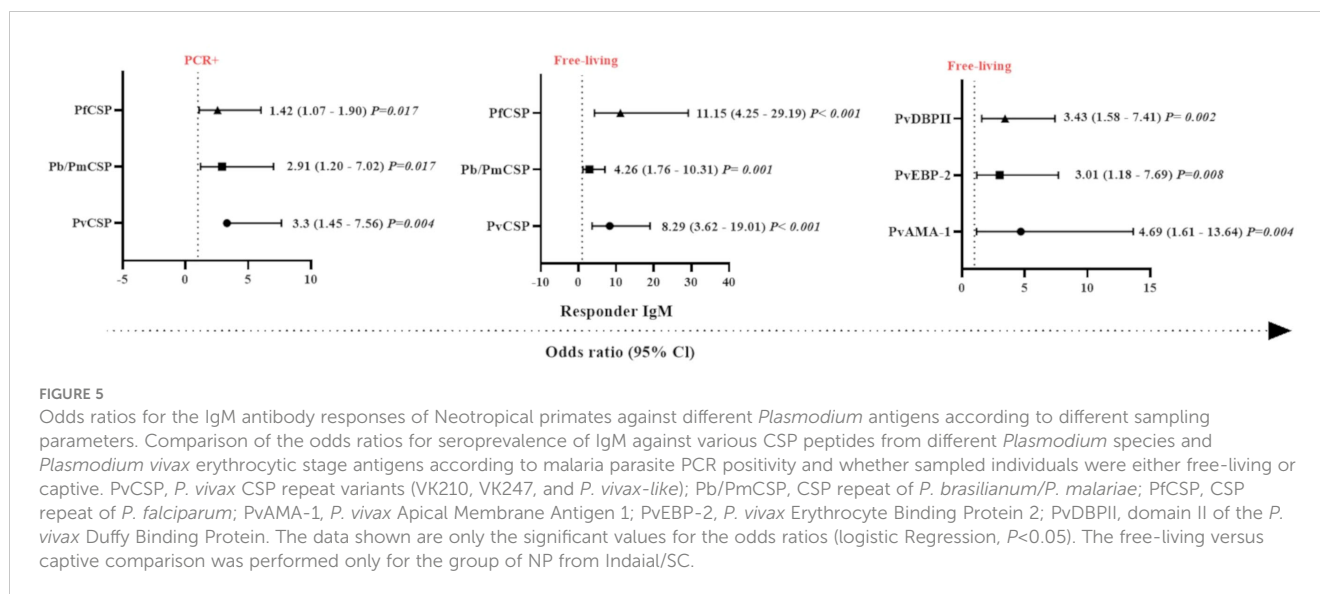 PCR+
PfCSP
1.42 (1.07 - 1.90) P=0.017
Pb/PmCSP
2.91 (1.20 - 7.02) P=0.017
PvCSP
3.3 (1.45 - 7.56) P=0.004
-5 0 5 10
Free-living
PfCSP
11.15 (4.25 - 29.19) P< 0.001
Pb/PmCSP
4.26 (1.76 - 10.31) P= 0.001
PvCSP
8.29 (3.62 - 19.01) P< 0.001
-10 0 10 20 30 40
Responder IgM
Free-living
PvDBPII
3.43 (1.58 - 7.41) P= 0.002
PvEBP-2
3.01 (1.18 - 7.69) P=0.008
PvAMA-1
4.69 (1.61 - 13.64) P=0.004
0 5 10 15
Odds ratio (95% CI)
FIGURE 5
Odds ratios for the IgM antibody responses of Neotropical primates against different Plasmodium antigens according to different sampling
parameters. Comparison of the odds ratios for seroprevalence of IgM against various CSP peptides from different Plasmodium species and
Plasmodium vivax erythrocytic stage antigens according to malaria parasite PCR positivity and whether sampled individuals were either free-living or
captive. PvCSP, P. vivax CSP repeat variants (VK210, VK247, and P. vivax-like); Pb/PmCSP, CSP repeat of P. brasilianum/P. malariae; PfCSP, CSP
repeat of P. falciparum; PvAMA-1, P. vivax Apical Membrane Antigen 1; PvEBP-2, P. vivax Erythrocyte Binding Protein 2; PvDBPII, domain II of the P.
vivax Duffy Binding Protein. The data shown are only the significant values for the odds ratios (logistic Regression, P<0.05). The free-living versus
captive comparison was performed only for the group of NP from Indaial/SC.